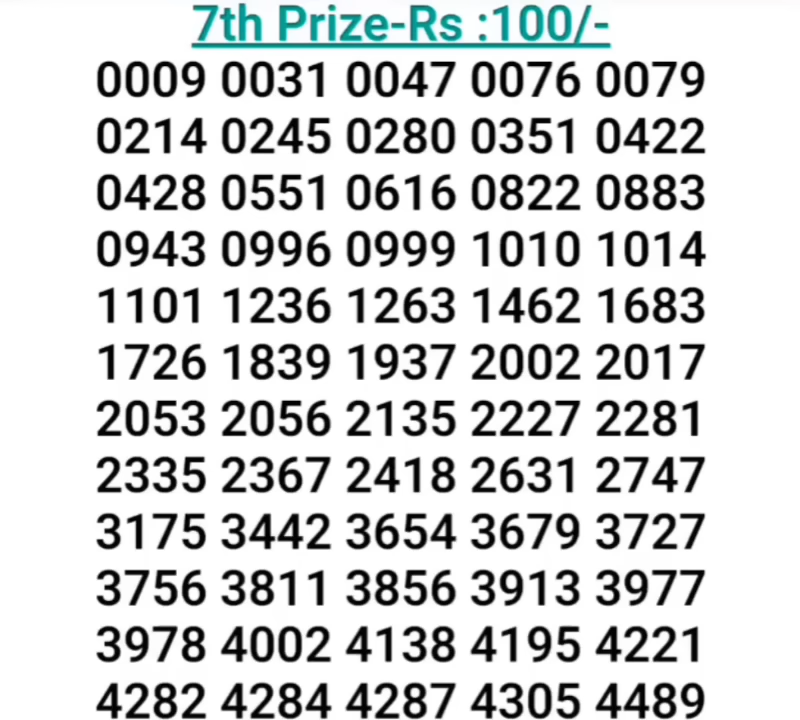 7th Prize-Rs :100/-
0009 0031 0047 0076 0079
0214 0245 0280 0351 0422
0428 0551 0616 0822 0883
0943 0996 0999 1010 1014
1101 1236 1263 1462 1683
1726 1839 1937 2002 2017
2053 2056 2135 2227 2281
2335 2367 2418 2631 2747
3175 3442 3654 3679 3727
3756 3811 3856 3913 3977
3978 4002 4138 4195 4221
4282 4284 4287 4305 4489